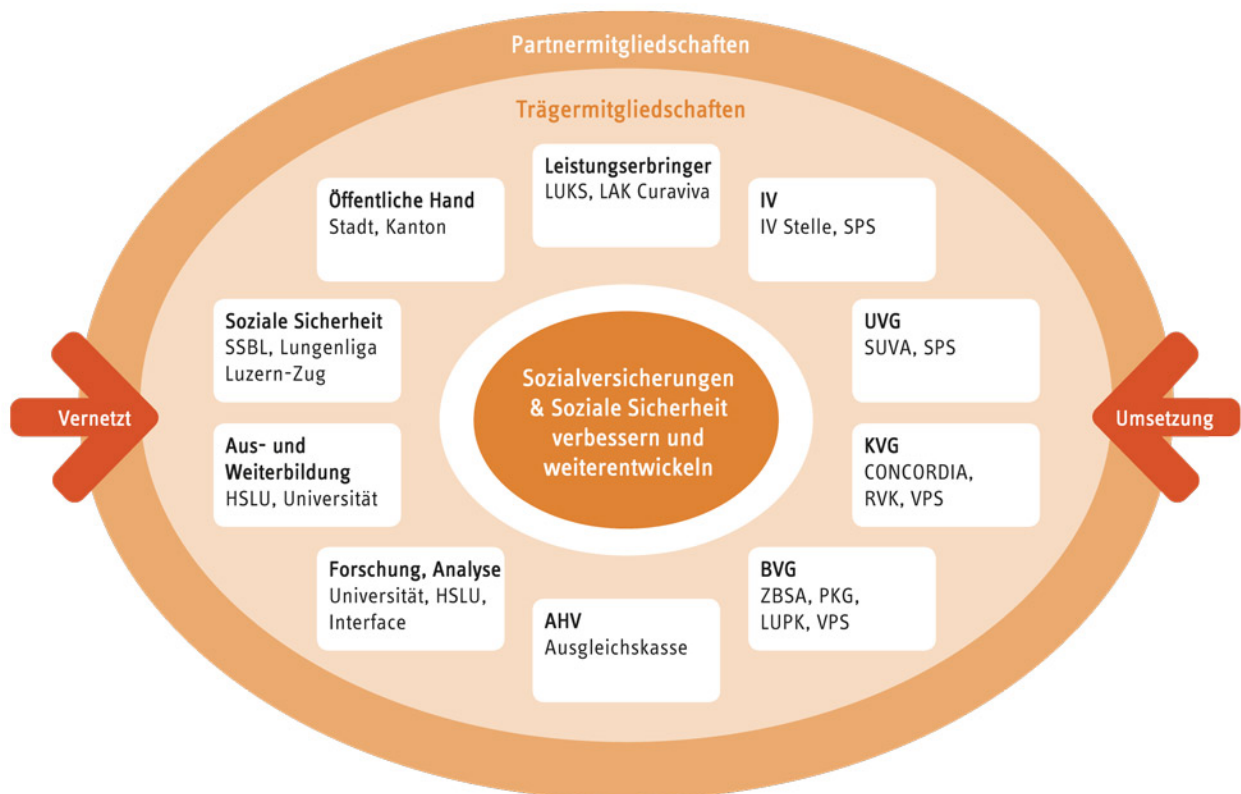 Partnermitgliedschaften
Trägermitgliedschaften
Leistungserbringer
LUKS, LAK Curaviva
Öffentliche Hand
Stadt, Kanton
IV
IV Stelle, SPS
Soziale Sicherheit
SSBL, Lungenliga
Luzern-Zug
UVG
SUVA, SPS
Sozialversicherungen
& Soziale Sicherheit
verbessern und
weiterentwickeln
Vernetzt
Umsetzung
Aus- und
Weiterbildung
HSLU, Universität
KVG
CONCORDIA,
RVK, VPS
Forschung, Analyse
Universität, HSLU,
Interface
AHV
Ausgleichskasse
BVG
ZBSA, PKG,
LUPK, VPS